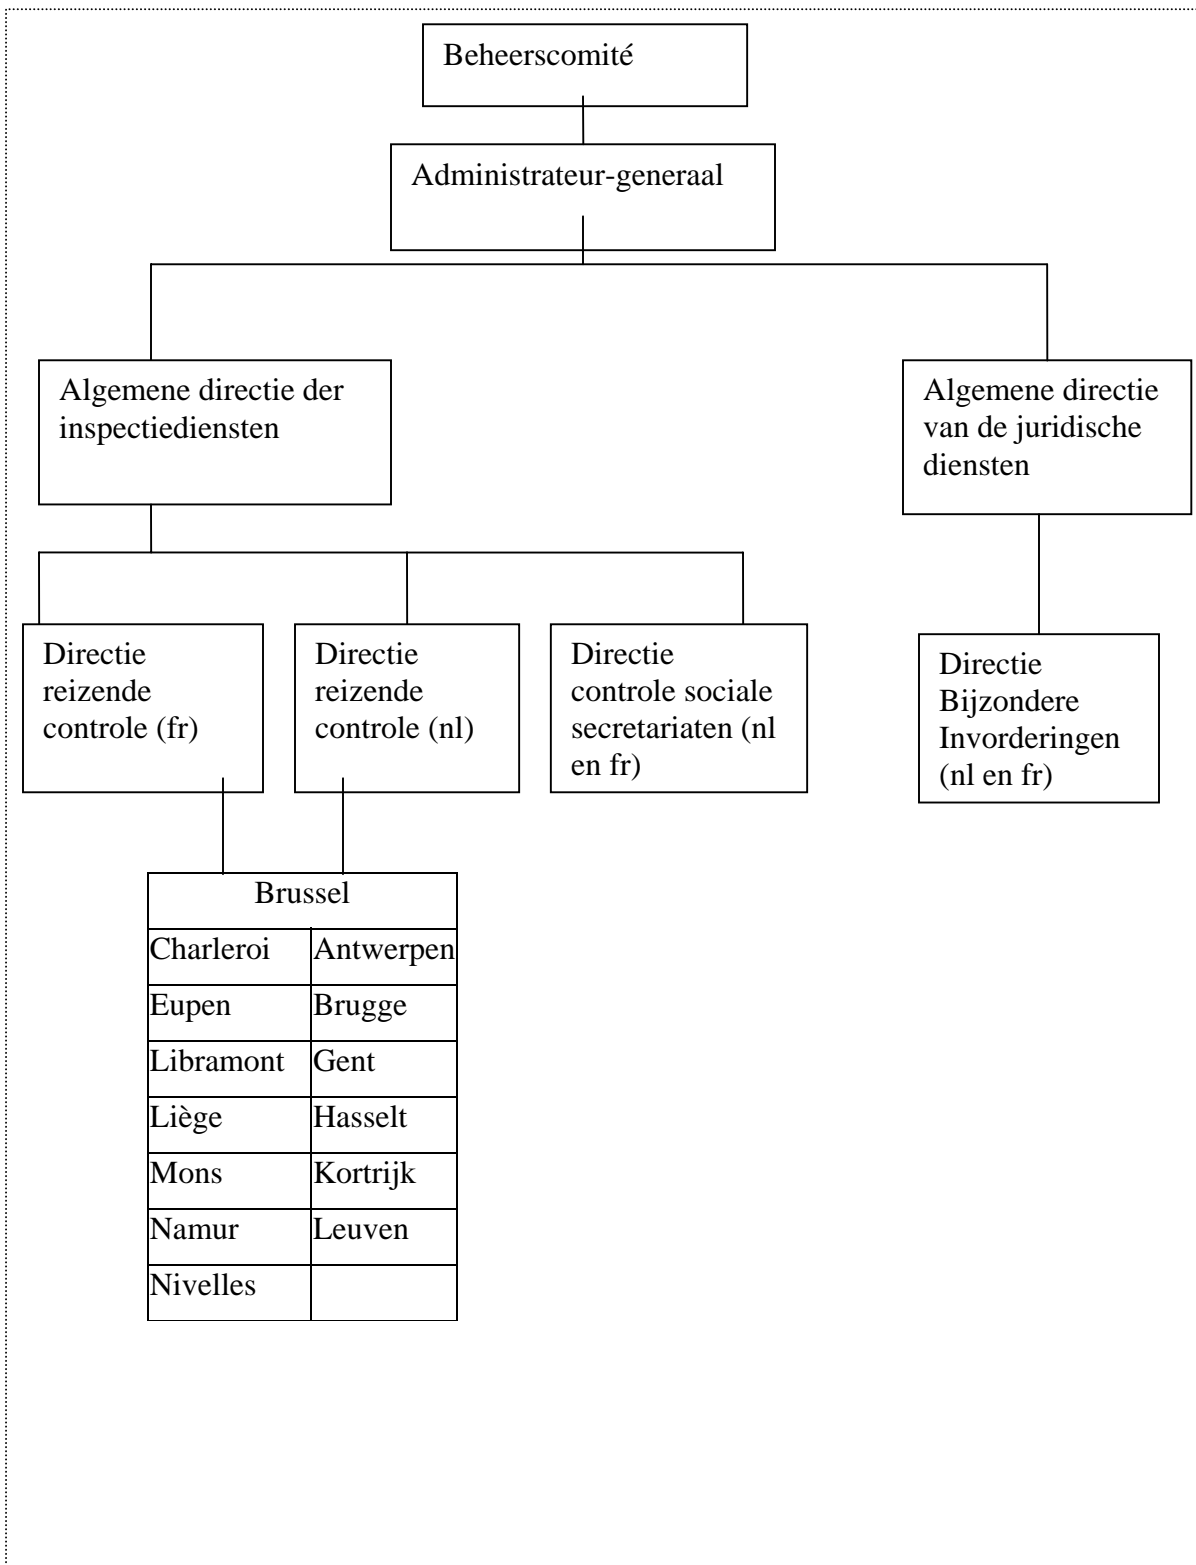 Beheerscomité
Administrateur-generaal
Algemene directie der
inspectiediensten
Algemene directie
van de juridische
diensten
Directie
reizende
controle (fr)
Directie
reizende
controle (nl)
Directie
controle sociale
secretariaten (nl
en fr)
Directie
Bijzondere
Invorderingen
(nl en fr)
Brussel
Charleroi Antwerpen
Eupen Brugge
Libramont Gent
Liège Hasselt
Mons Kortrijk
Namur Leuven
Nivelles